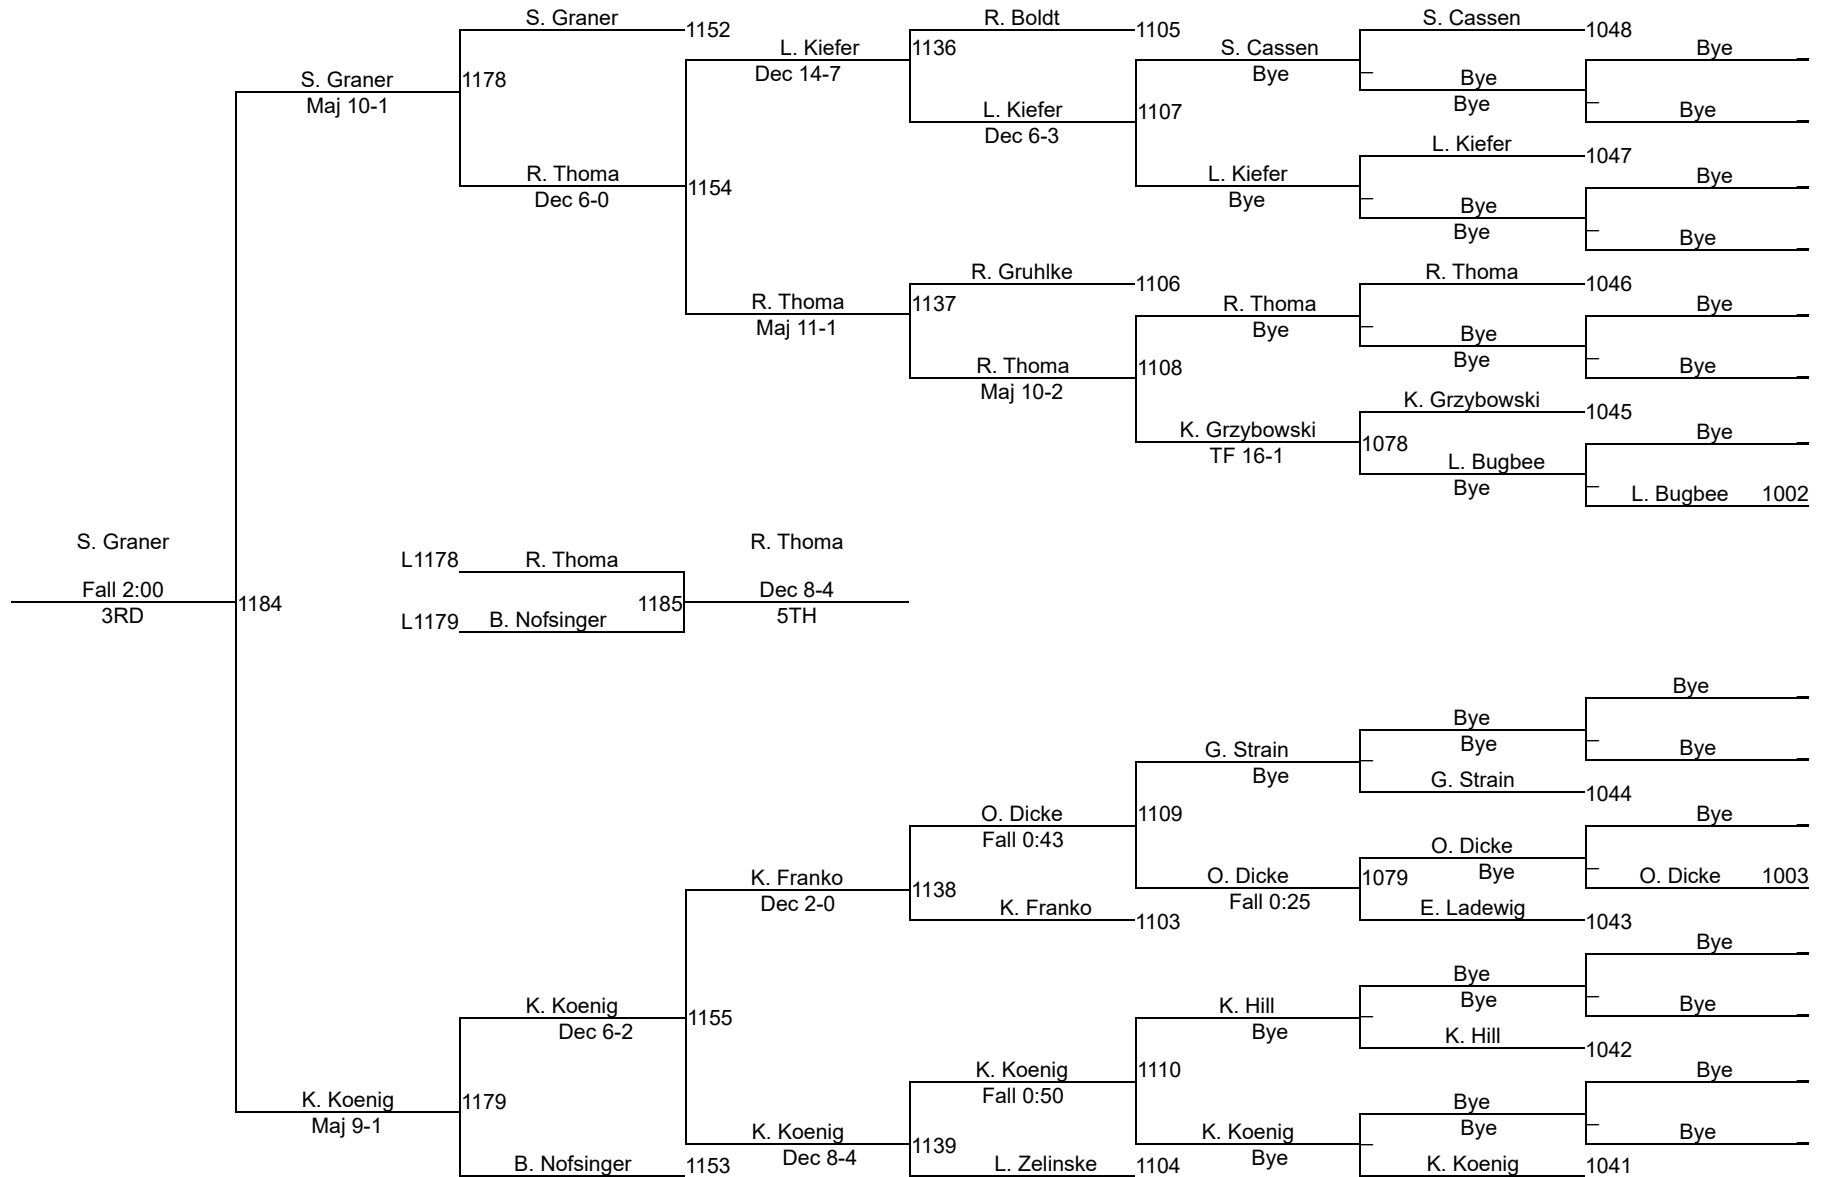 S. Graner 1152 R. Boldt 1105 S. Cassen 1048
L. Kiefer 1136 S. Cassen Bye
Dec 14-7 Bye
S. Graner 1178 Bye
Maj 10-1 L. Kiefer 1107 Bye Bye
Dec 6-3
L. Kiefer 1047
R. Thoma 1154 L. Kiefer Bye
Dec 6-0 Bye Bye
Bye Bye
R. Gruhlke 1106 R. Thoma 1046
R. Thoma 1137 R. Thoma Bye
Maj 11-1 Bye Bye
R. Thoma 1108 Bye Bye
Maj 10-2
K. Grzybowski 1045
K. Grzybowski 1078 Bye
TF 16-1 L. Bugbee
Bye L. Bugbee 1002
S. Graner R. Thoma
L1178 R. Thoma
Fall 2:00 Dec 8-4
3RD 1184 1185 5TH
L1179 B. Nofsinger
Bye
Bye
G. Strain Bye Bye
Bye G. Strain 1044
O. Dicke 1109 Bye
Fall 0:43
O. Dicke
K. Franko 1138 O. Dicke 1079 Bye O. Dicke 1003
Dec 2-0 Fall 0:25
K. Franko 1103 E. Ladewig 1043
Bye
Bye
K. Koenig 1155 K. Hill Bye Bye
Dec 6-2 Bye
K. Hill 1042
K. Koenig 1110 Bye
Fall 0:50
K. Koenig 1179 Bye
Maj 9-1 K. Koenig 1139 K. Koenig Bye Bye
Dec 8-4 Bye
B. Nofsinger 1153 L. Zelinske 1104 K. Koenig 1041